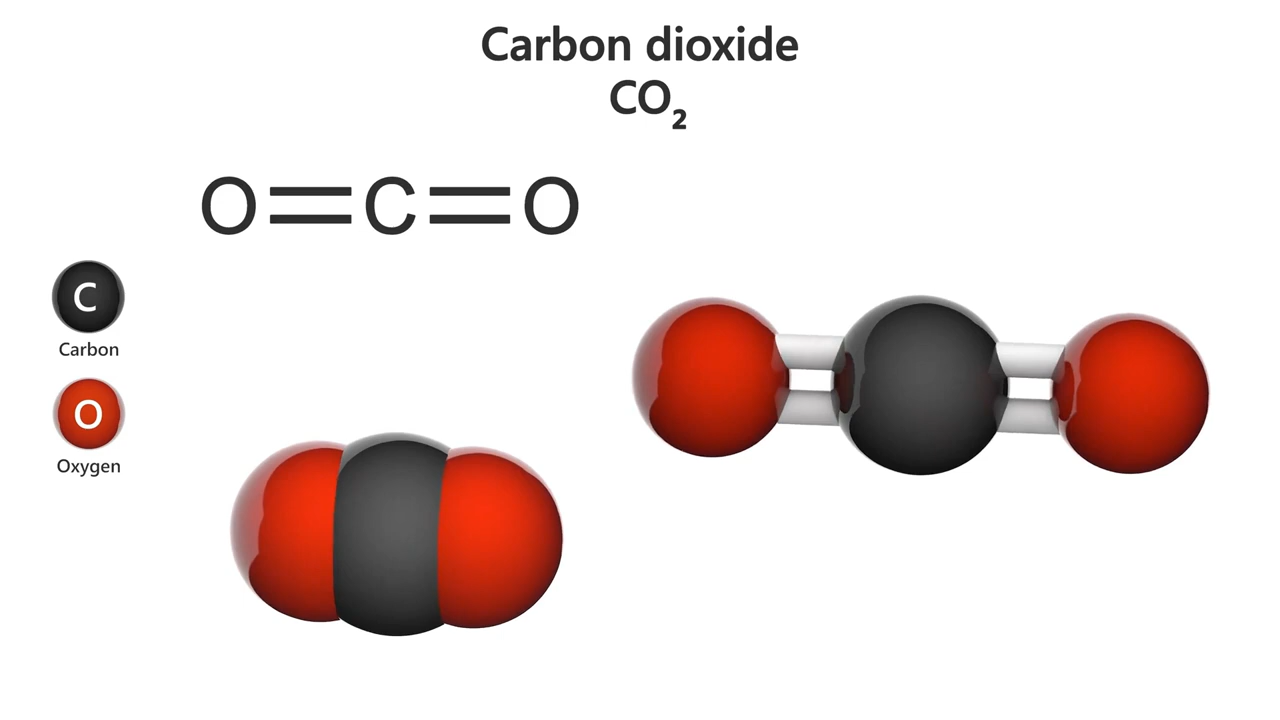 Carbon dioxide
CO₂
O=C=O
C
Carbon
O
Oxygen